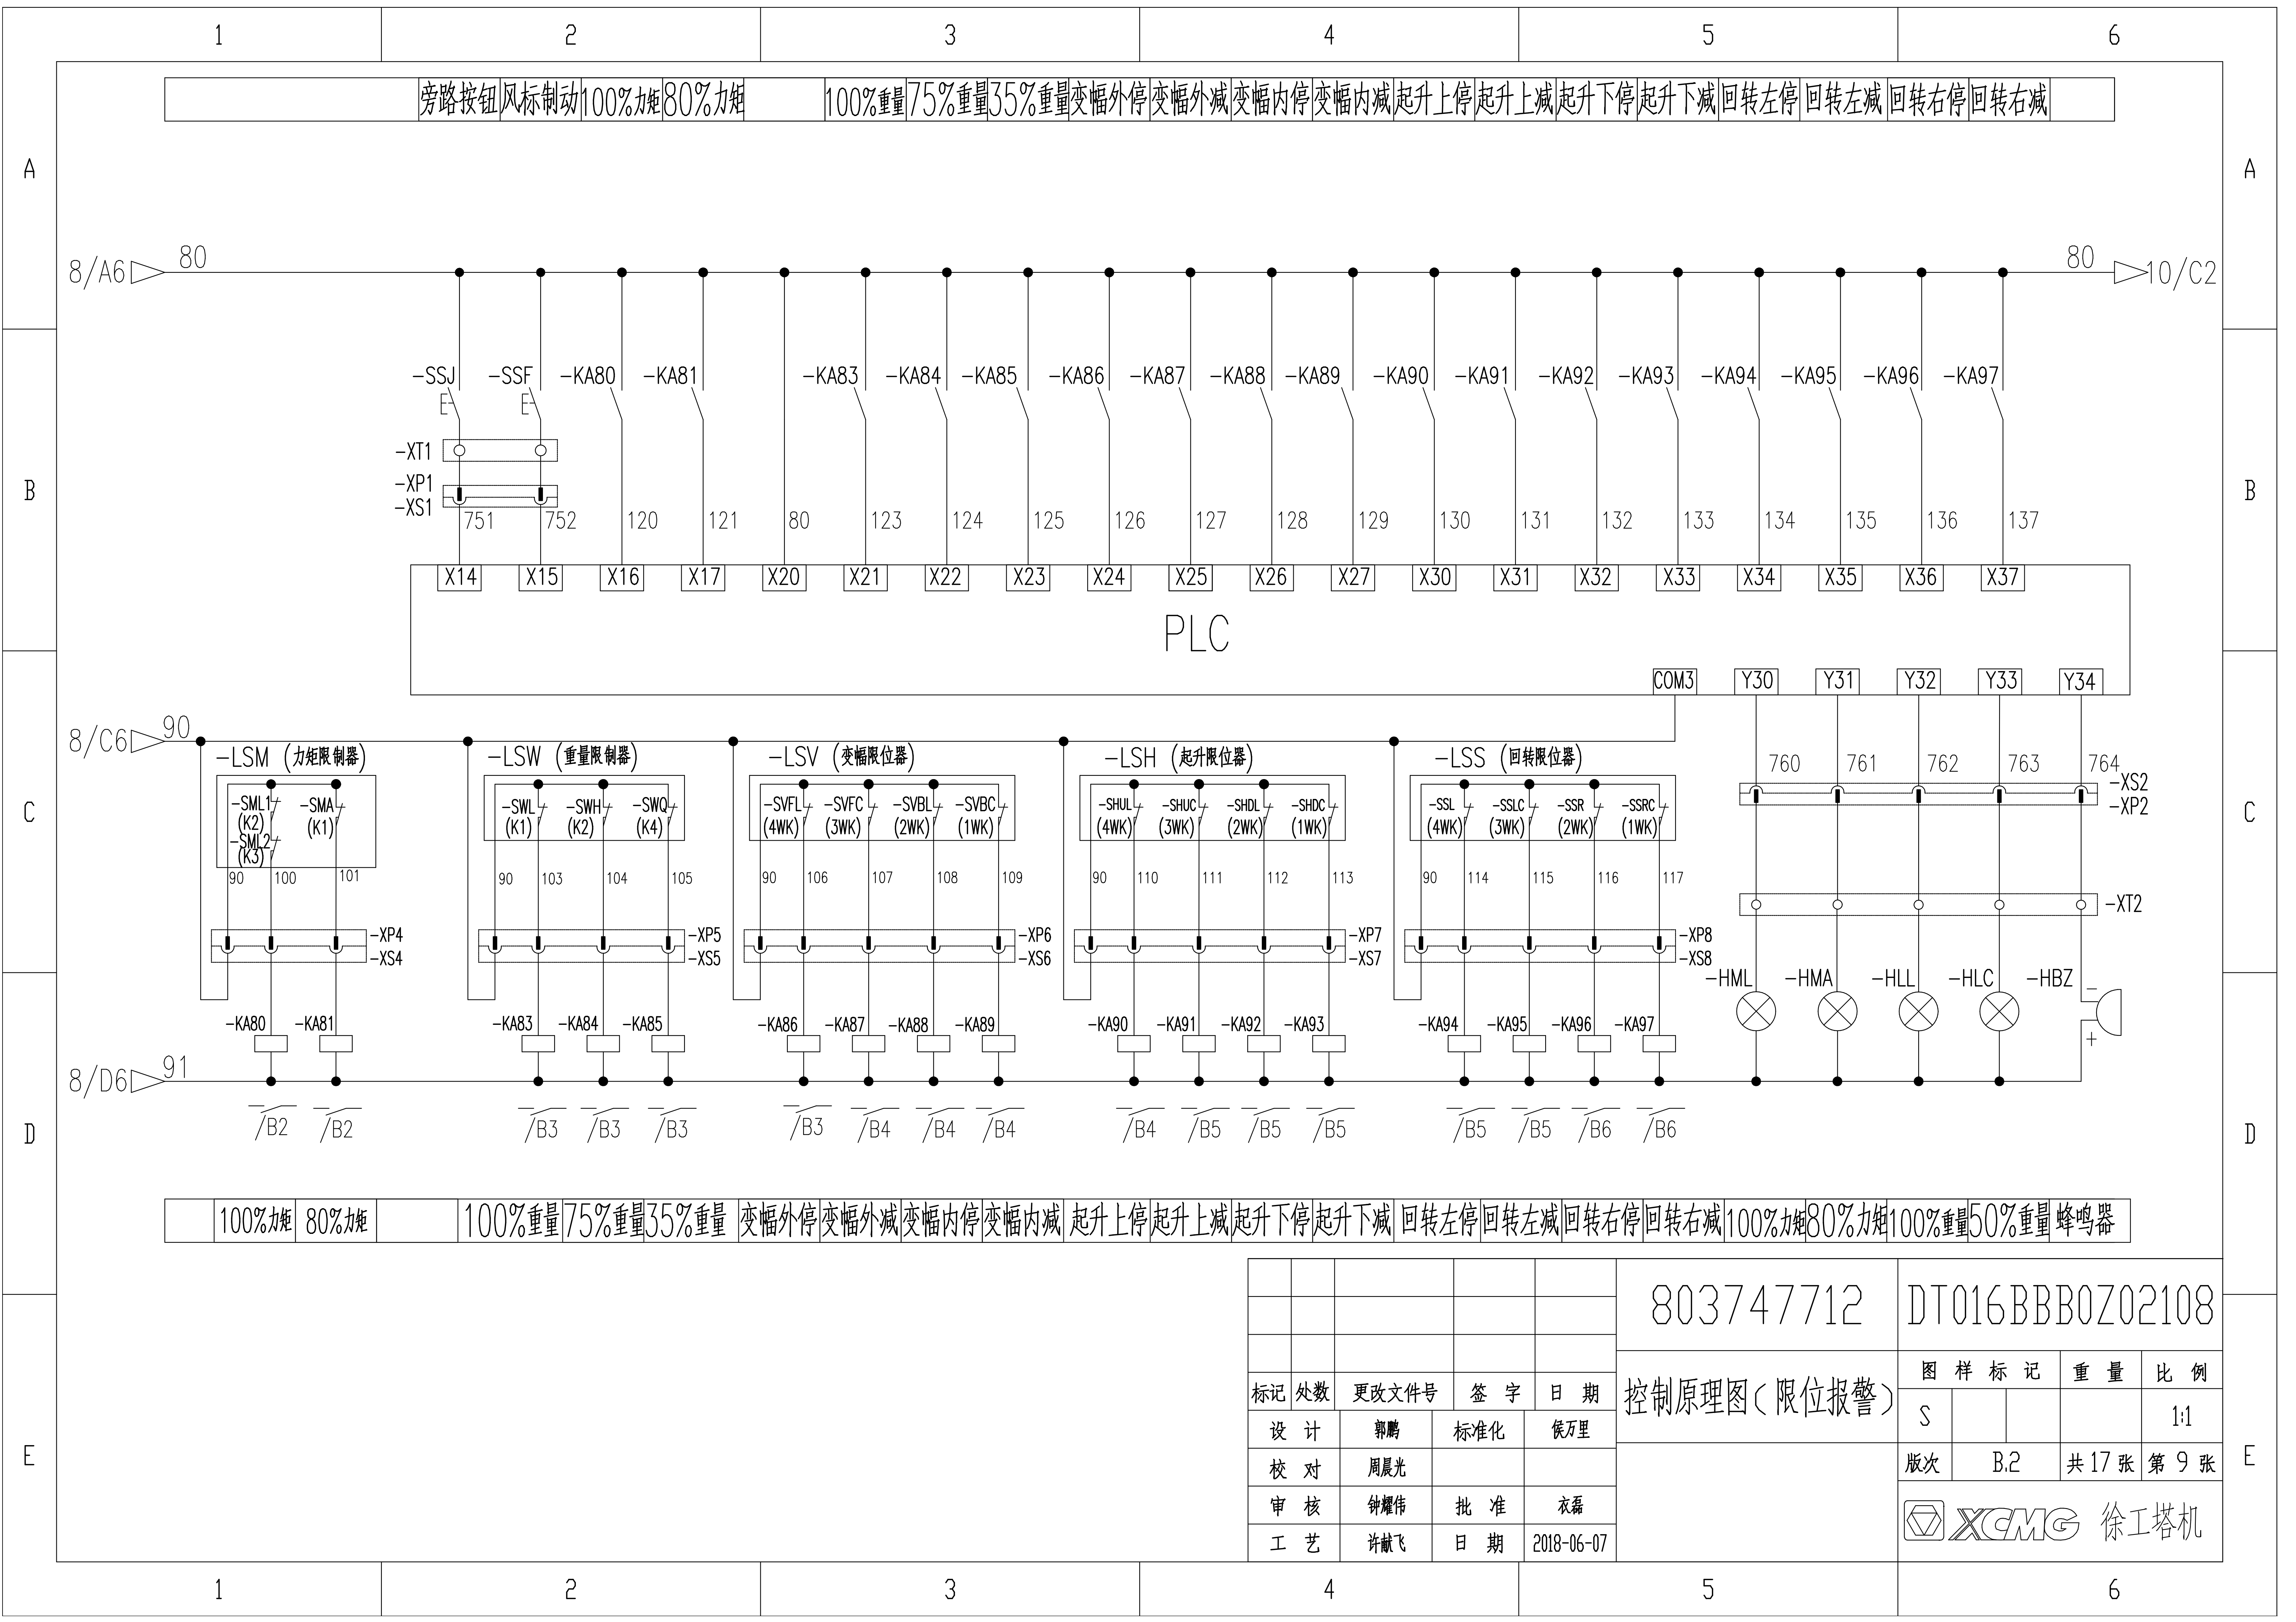 1 2 3 4 5 6
旁路按钮 风标制动 100%力矩 80%力矩 100%重量 75%重量 35%重量 变幅外停 变幅外减 变幅内停 变幅内减 起升上停 起升上减 起升下停 起升下减 回转左停 回转左减 回转右停 回转右减
A A
8/A6 80 80 10/C2
-SSJ -SSF -KA80 -KA81 -KA83 -KA84 -KA85 -KA86 -KA87 -KA88 -KA89 -KA90 -KA91 -KA92 -KA93 -KA94 -KA95 -KA96 -KA97
-XT1
-XP1
B B
-XS1
751 752 120 121 80 123 124 125 126 127 128 129 130 131 132 133 134 135 136 137
X14 X15 X16 X17 X20 X21 X22 X23 X24 X25 X26 X27 X30 X31 X32 X33 X34 X35 X36 X37
PLC
COM3 Y30 Y31 Y32 Y33 Y34
8/C6 90
-LSM (力矩限制器) -LSW (重量限制器) -LSV (变幅限位器) -LSH (起升限位器) -LSS (回转限位器) 760 761 762 763 764
-XS2
-XP2
C C
-SML1 -SMA -SWL -SWH -SWQ -SVFL -SVFC -SVBL -SVBC -SHUL -SHUC -SHDL -SHDC -SSL -SSLC -SSR -SSRC
(K2) (K1) (K1) (K2) (K4) (4WK) (3WK) (2WK) (1WK) (4WK) (3WK) (2WK) (1WK) (4WK) (3WK) (2WK) (1WK)
-SML2
(K3)
90 100 101 90 103 104 105 90 106 107 108 109 90 110 111 112 113 90 114 115 116 117
-XT2
-XP4 -XP5 -XP6 -XP7 -XP8
-XS4 -XS5 -XS6 -XS7 -XS8
-HML -HMA -HLL -HLC -HBZ
-
+
-KA80 -KA81 -KA83 -KA84 -KA85 -KA86 -KA87 -KA88 -KA89 -KA90 -KA91 -KA92 -KA93 -KA94 -KA95 -KA96 -KA97
8/D6 91
D D
/B2 /B2 /B3 /B3 /B3 /B3 /B4 /B4 /B4 /B4 /B5 /B5 /B5 /B5 /B5 /B6 /B6
100%力矩 80%力矩 100%重量 75%重量 35%重量 变幅外停 变幅外减 变幅内停 变幅内减 起升上停 起升上减 起升下停 起升下减 回转左停 回转左减 回转右停 回转右减 100%力矩 80%力矩 100%重量 50%重量 蜂鸣器
803747712 DT016BBB0Z02108
图样标记 重量 比例
标记 处数 更改文件号 签字 日期
控制原理图(限位报警)
S 1:1
设计 郭鹏 标准化 侯万里
E E
校对 周晨光
版次 B.2 共17张 第9张
审核 钟耀伟 批准 衣磊
工艺 许献飞 日期 2018-06-07
XCMG 徐工塔机
1 2 3 4 5 6